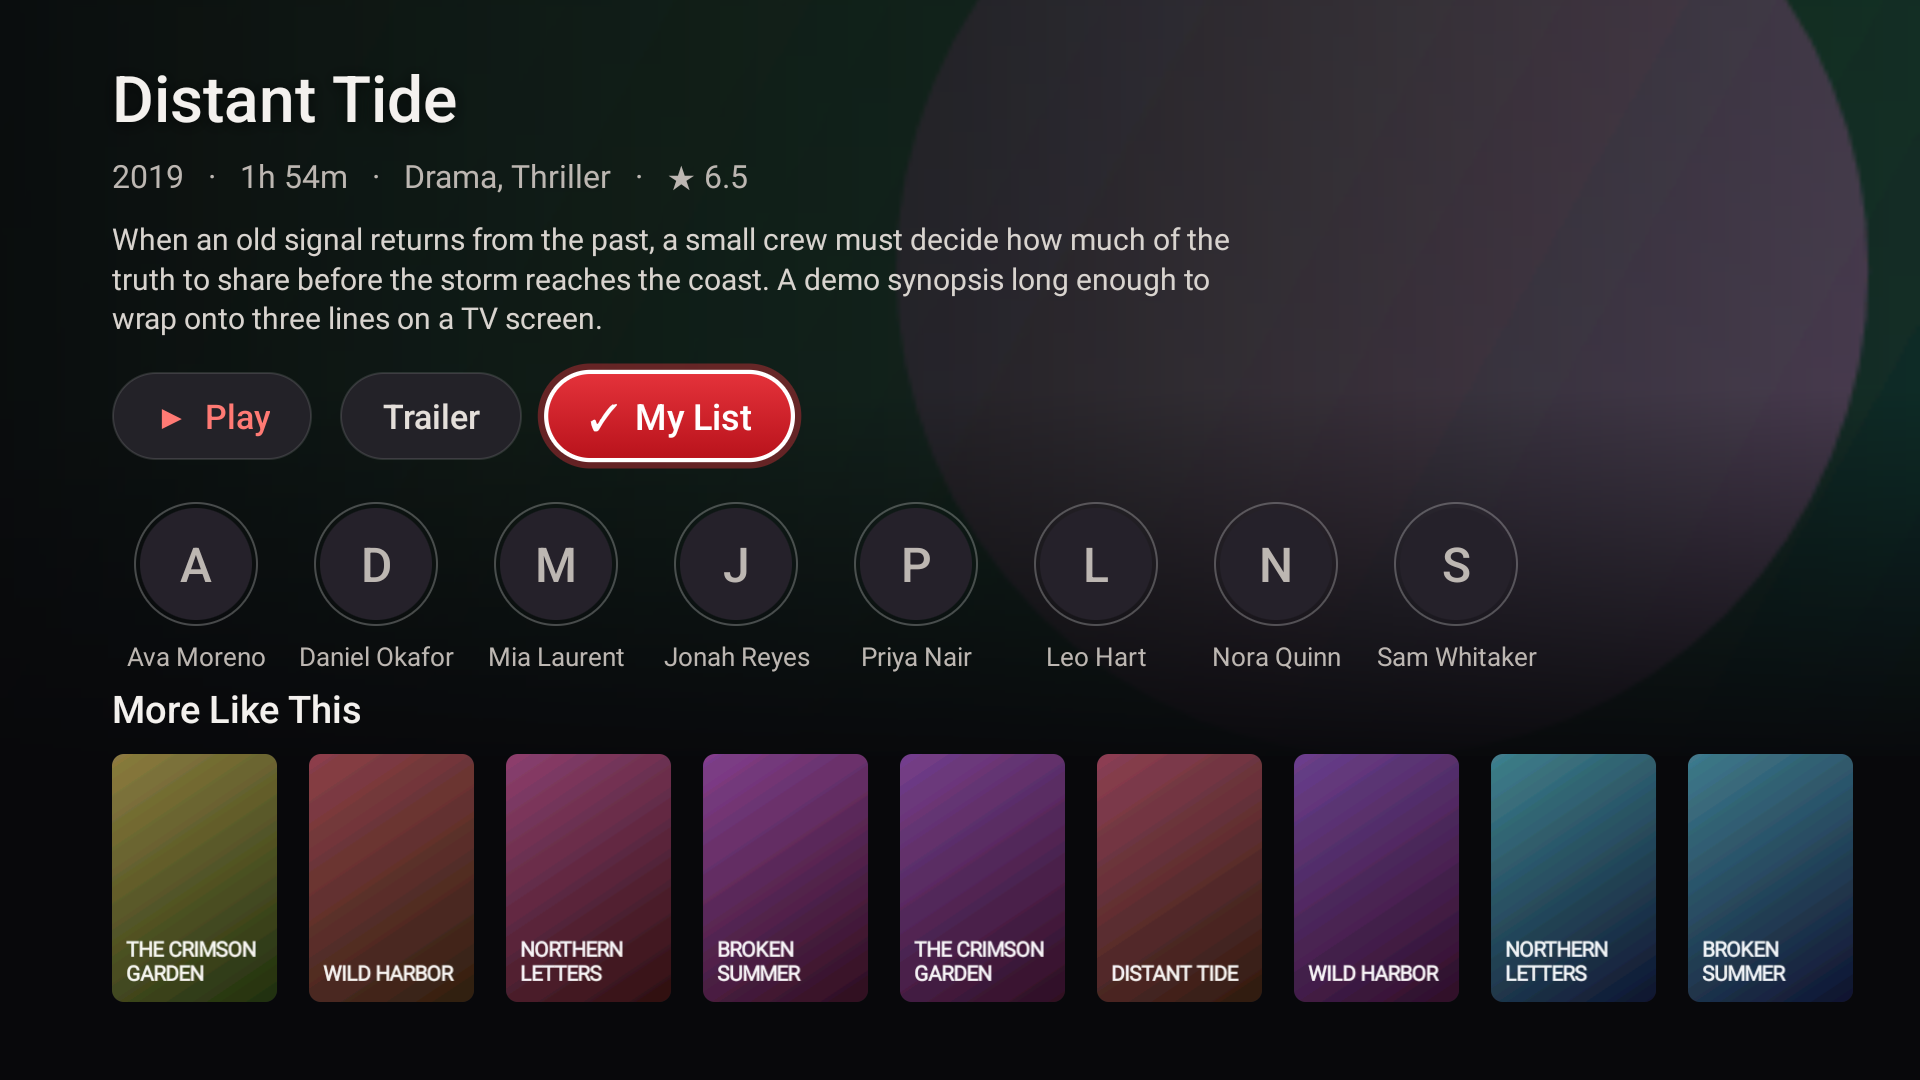 Distant Tide
2019 · 1h 54m · Drama, Thriller · ★ 6.5
When an old signal returns from the past, a small crew must decide how much of the
truth to share before the storm reaches the coast. A demo synopsis long enough to
wrap onto three lines on a TV screen.
► Play Trailer ✓ My List
A D M J P L N S
Ava Moreno Daniel Okafor Mia Laurent Jonah Reyes Priya Nair Leo Hart Nora Quinn Sam Whitaker
More Like This
THE CRIMSON
GARDEN
WILD HARBOR
NORTHERN
LETTERS
BROKEN
SUMMER
THE CRIMSON
GARDEN
DISTANT TIDE
WILD HARBOR
NORTHERN
LETTERS
BROKEN
SUMMER